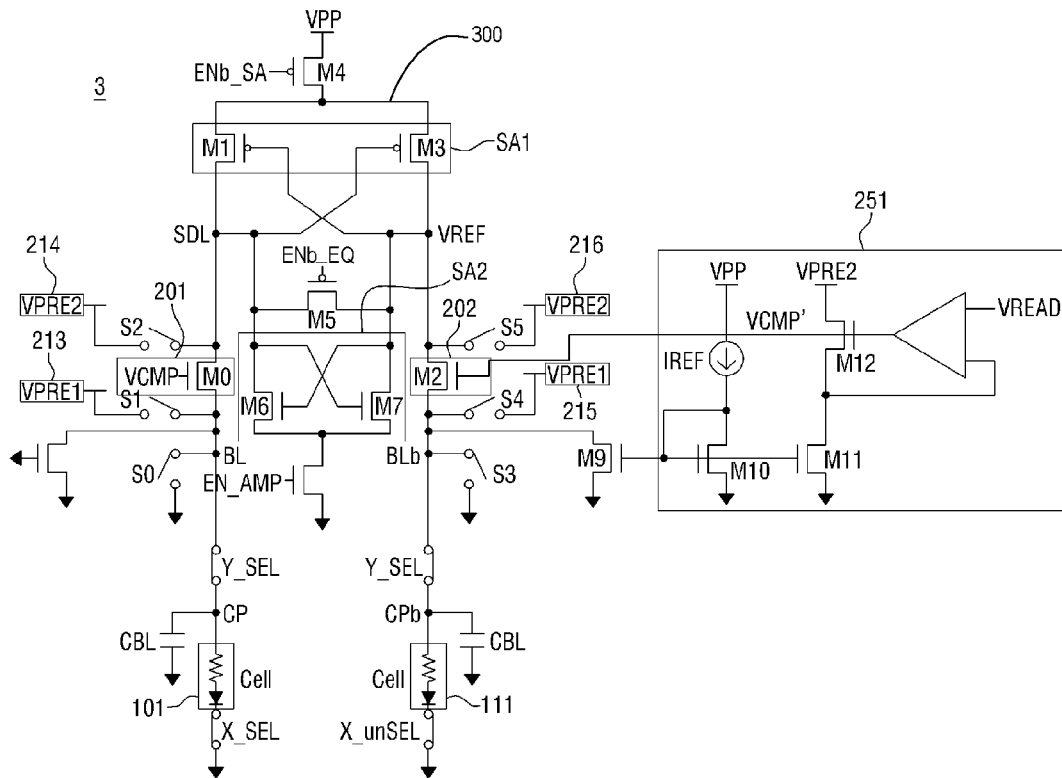 VPP
300
ENb_SA
M4
3
M1
M3
SA1
251
SDL
VREF
214
ENb_EQ
SA2
216
VPP
VPRE2
VPRE2
201
M5
202
VPRE2
VREAD
S2
S5
VCMP'
213
VCMP
M0
M2
IREF
M12
VPRE1
VPRE1
S1
M6
M7
S4
215
BL
BLb
M9
M10
M11
S0
EN_AMP
S3
Y_SEL
Y_SEL
CP
CPb
CBL
CBL
Cell
Cell
101
111
X_SEL
X_unSEL